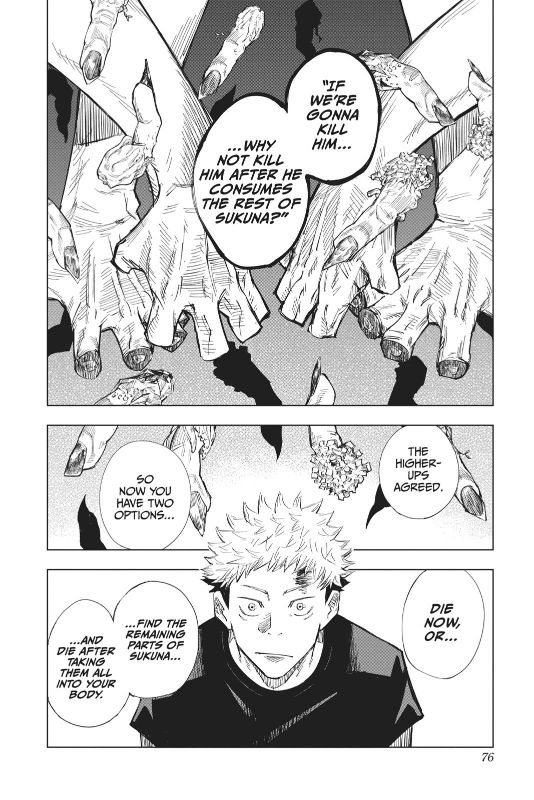 "IF
WE'RE
GONNA
KILL
HIM...
...WHY
NOT KILL
HIM AFTER HE
CONSUMES
THE REST OF
SUKUNA?"
THE
HIGHER-
UPS
AGREED.
SO
NOW YOU
HAVE TWO
OPTIONS...
DIE
NOW,
OR...
...FIND THE
REMAINING
PARTS OF
SUKUNA...
...AND
DIE AFTER
TAKING
THEM ALL
INTO YOUR
BODY.
76